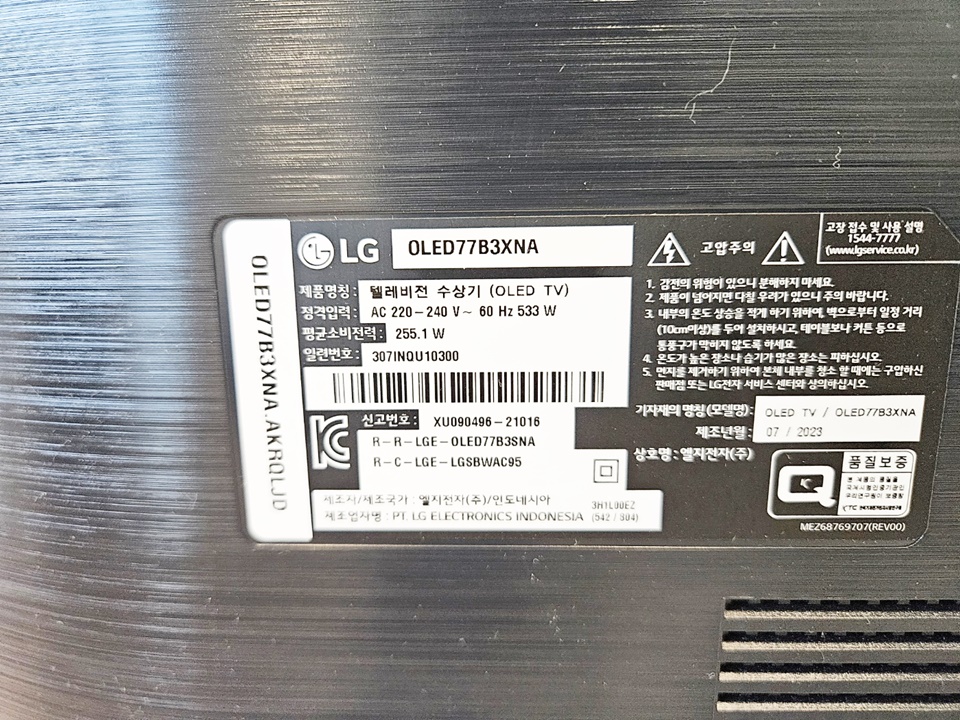 OLED77B3XNA.AKRQLJD
LG
OLED77B3XNA
제품명칭 : 텔레비전 수상기 (OLED TV)
정격입력 : AC 220-240 V~ 60 Hz 533 W
평균소비전력 : 255.1 W
일련번호 : 307INQU10300
신고번호 : XU090496-21016
R-R-LGE-OLED77B3SNA
R-C-LGE-LGSBWAC95
제조사/제조국가 : 엘지전자(주)/인도네시아
제조업자명 : PT. LG ELECTRONICS INDONESIA
3H1L00EZ
(542 / 804)
고압주의
고장 접수 및 사용 설명
1544-7777
(www.lgservice.co.kr)
1. 감전의 위험이 있으니 분해하지 마세요.
2. 제품이 넘어지면 다칠 우려가 있으니 주의 바랍니다.
3. 내부의 온도 상승을 적게 하기 위하여, 벽으로부터 일정 거리
(10cm이상)를 두어 설치하시고, 테이블보나 커튼 등으로
통풍구가 막히지 않도록 하세요.
4. 온도가 높은 장소나 습기가 많은 장소는 피하십시오.
5. 먼지를 제거하기 위하여 본체 내부를 청소 할 때에는 구입하신
판매점 또는 LG전자 서비스 센터와 상의하십시오.
기자재의 명칭(모델명) : OLED TV / OLED77B3XNA
제조년월 : 07 / 2023
상호명 : 엘지전자(주)
품질보증
MEZ68769707(REV00)